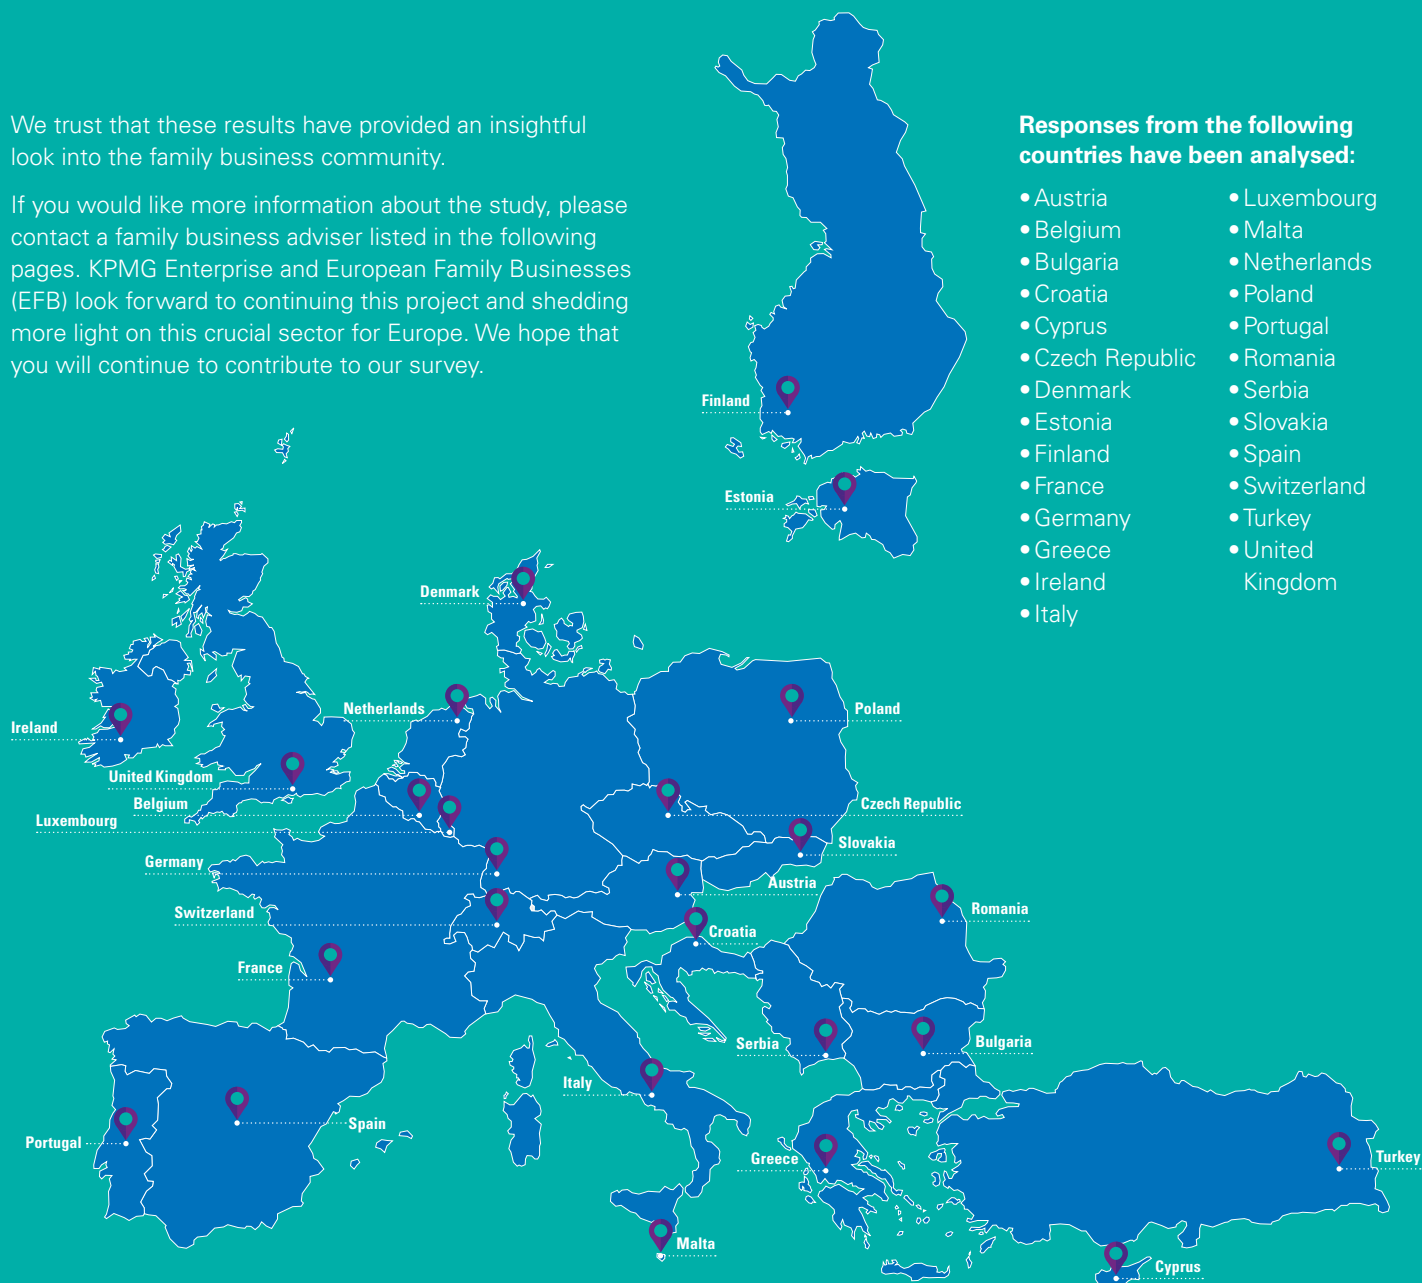 We trust that these results have provided an insightful
look into the family business community.
If you would like more information about the study, please
contact a family business adviser listed in the following
pages. KPMG Enterprise and European Family Businesses
(EFB) look forward to continuing this project and shedding
more light on this crucial sector for Europe. We hope that
you will continue to contribute to our survey.
Responses from the following
countries have been analysed:
• Austria
• Belgium
• Bulgaria
• Croatia
• Cyprus
• Czech Republic
• Denmark
• Estonia
• Finland
• France
• Germany
• Greece
• Ireland
• Italy
• Luxembourg
• Malta
• Netherlands
• Poland
• Portugal
• Romania
• Serbia
• Slovakia
• Spain
• Switzerland
• Turkey
• United
Kingdom
Finland
Estonia
Denmark
Netherlands
Poland
Ireland
United Kingdom
Belgium
Czech Republic
Luxembourg
Slovakia
Germany
Austria
Switzerland
Romania
Croatia
France
Serbia
Bulgaria
Italy
Spain
Portugal
Greece
Turkey
Malta
Cyprus